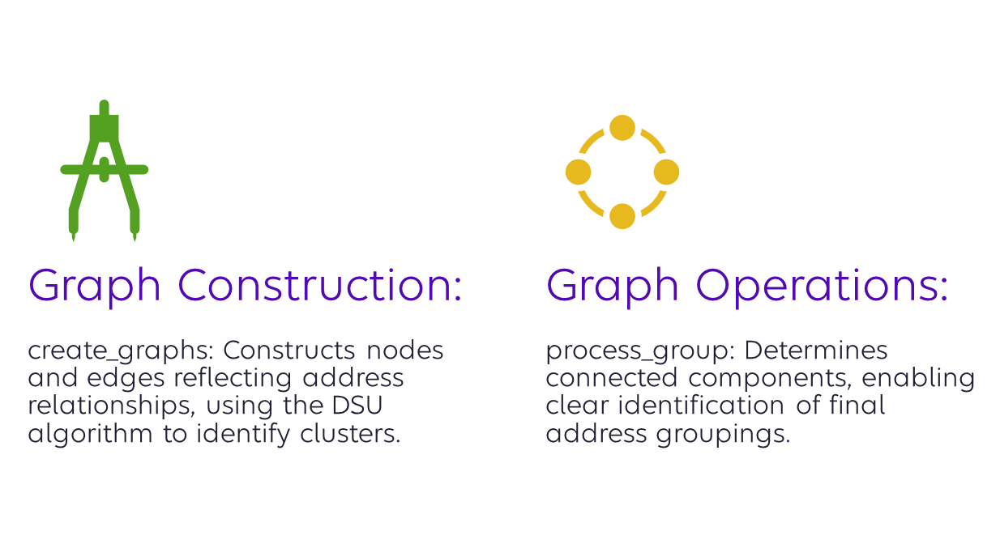 Graph Construction:
create_graphs: Constructs nodes
and edges reflecting address
relationships, using the DSU
algorithm to identify clusters.
Graph Operations:
process_group: Determines
connected components, enabling
clear identification of final
address groupings.